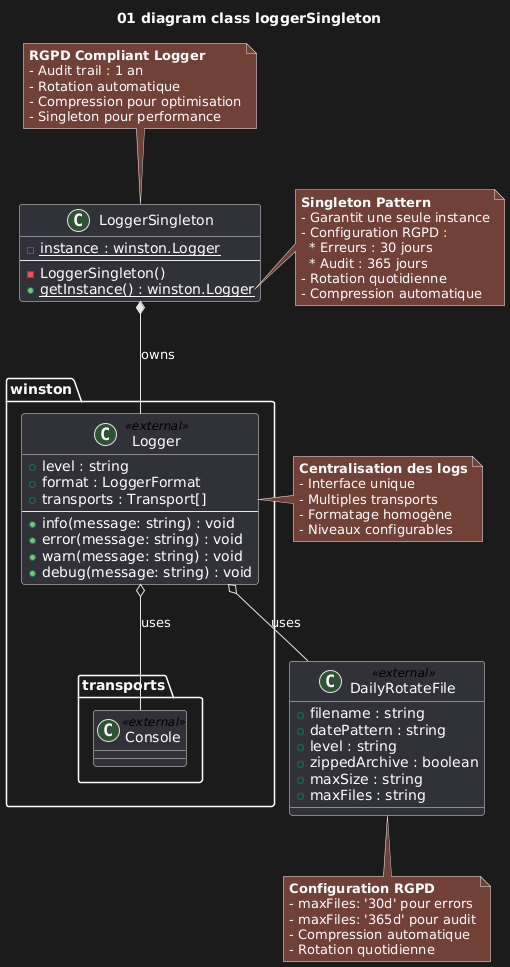 01 diagram class loggerSingleton
RGPD Compliant Logger
- Audit trail : 1 an
- Rotation automatique
- Compression pour optimisation
- Singleton pour performance
C LoggerSingleton
instance : winston.Logger
LoggerSingleton()
getInstance() : winston.Logger
Singleton Pattern
- Garantit une seule instance
- Configuration RGPD :
* Erreurs : 30 jours
* Audit : 365 jours
- Rotation quotidienne
- Compression automatique
owns
winston
«external»
C Logger
level : string
format : LoggerFormat
transports : Transport[]
info(message: string) : void
error(message: string) : void
warn(message: string) : void
debug(message: string) : void
Centralisation des logs
- Interface unique
- Multiples transports
- Formatage homogène
- Niveaux configurables
uses
uses
transports
«external»
C Console
«external»
C DailyRotateFile
filename : string
datePattern : string
level : string
zippedArchive : boolean
maxSize : string
maxFiles : string
Configuration RGPD
- maxFiles: '30d' pour errors
- maxFiles: '365d' pour audit
- Compression automatique
- Rotation quotidienne